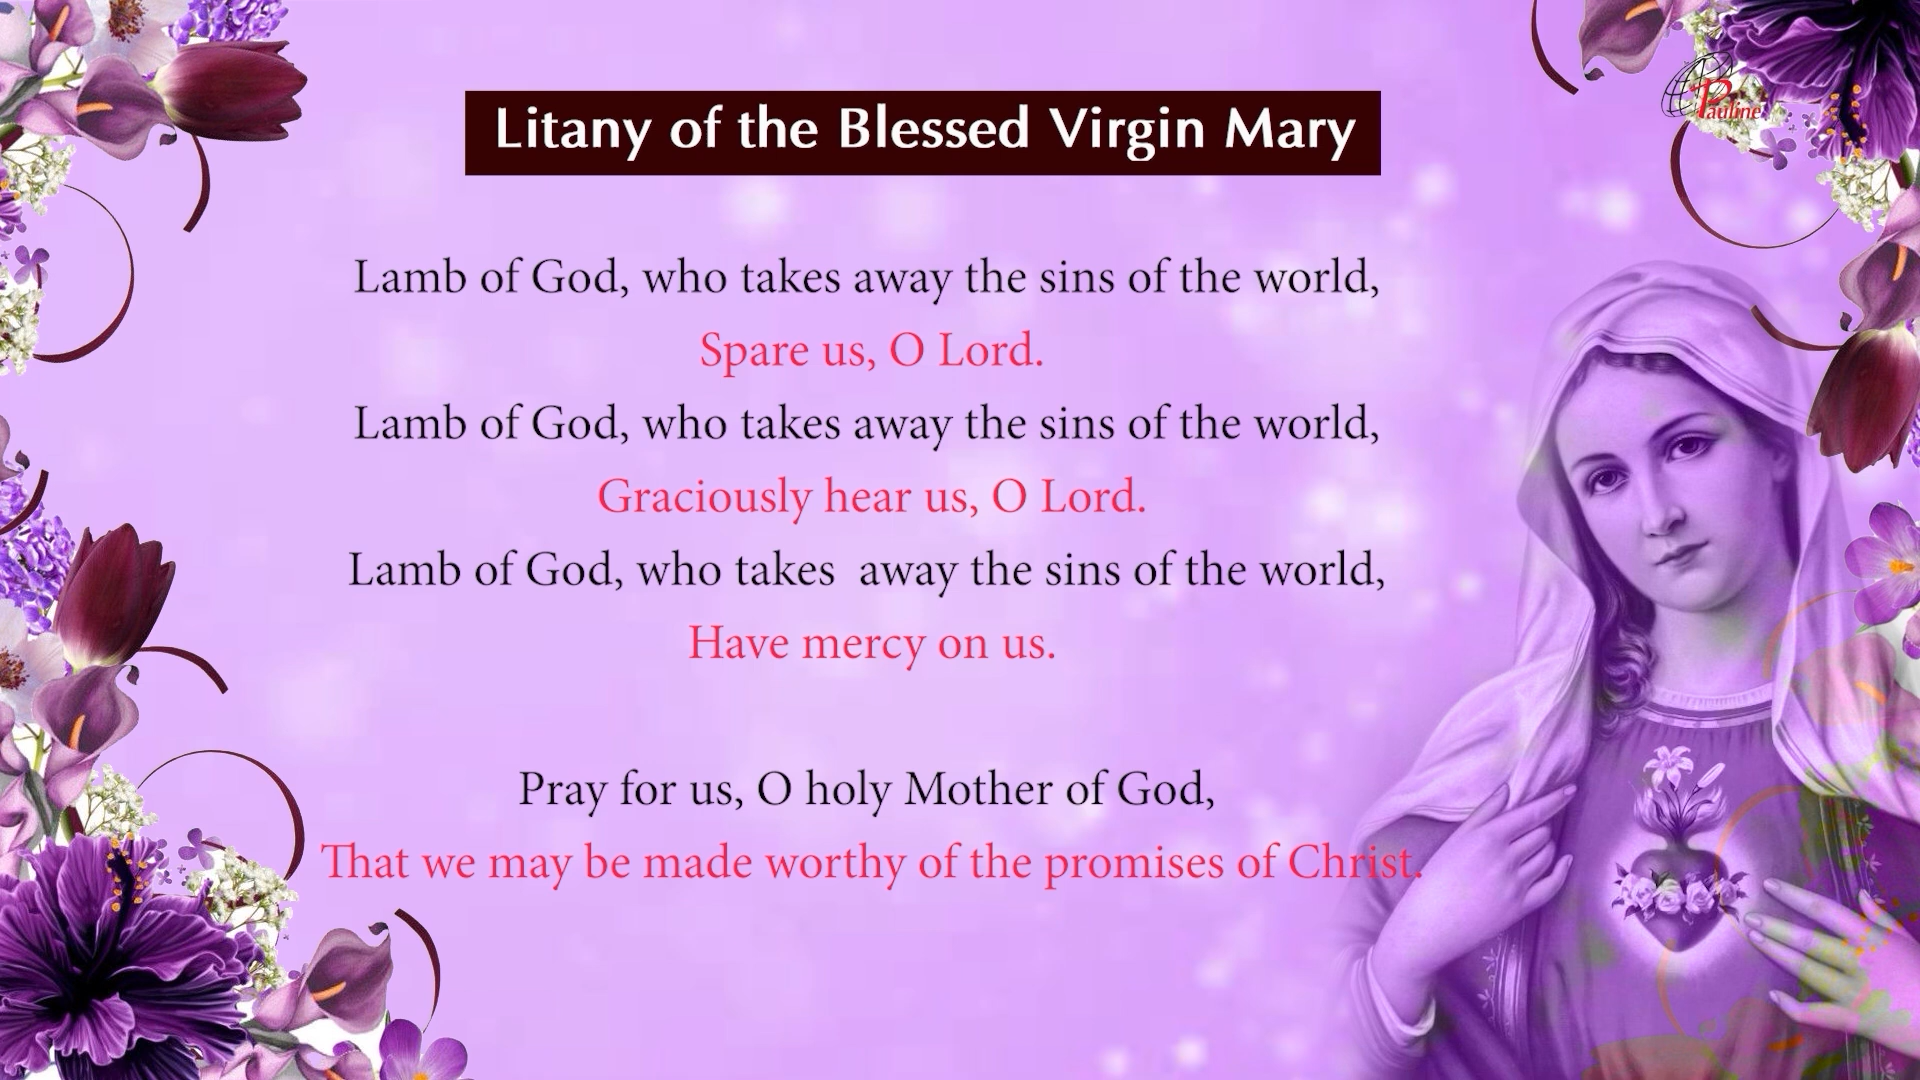 Pauline
Litany of the Blessed Virgin Mary
Lamb of God, who takes away the sins of the world,
Spare us, O Lord.
Lamb of God, who takes away the sins of the world,
Graciously hear us, O Lord.
Lamb of God, who takes  away the sins of the world,
Have mercy on us.
Pray for us, O holy Mother of God,
That we may be made worthy of the promises of Christ.